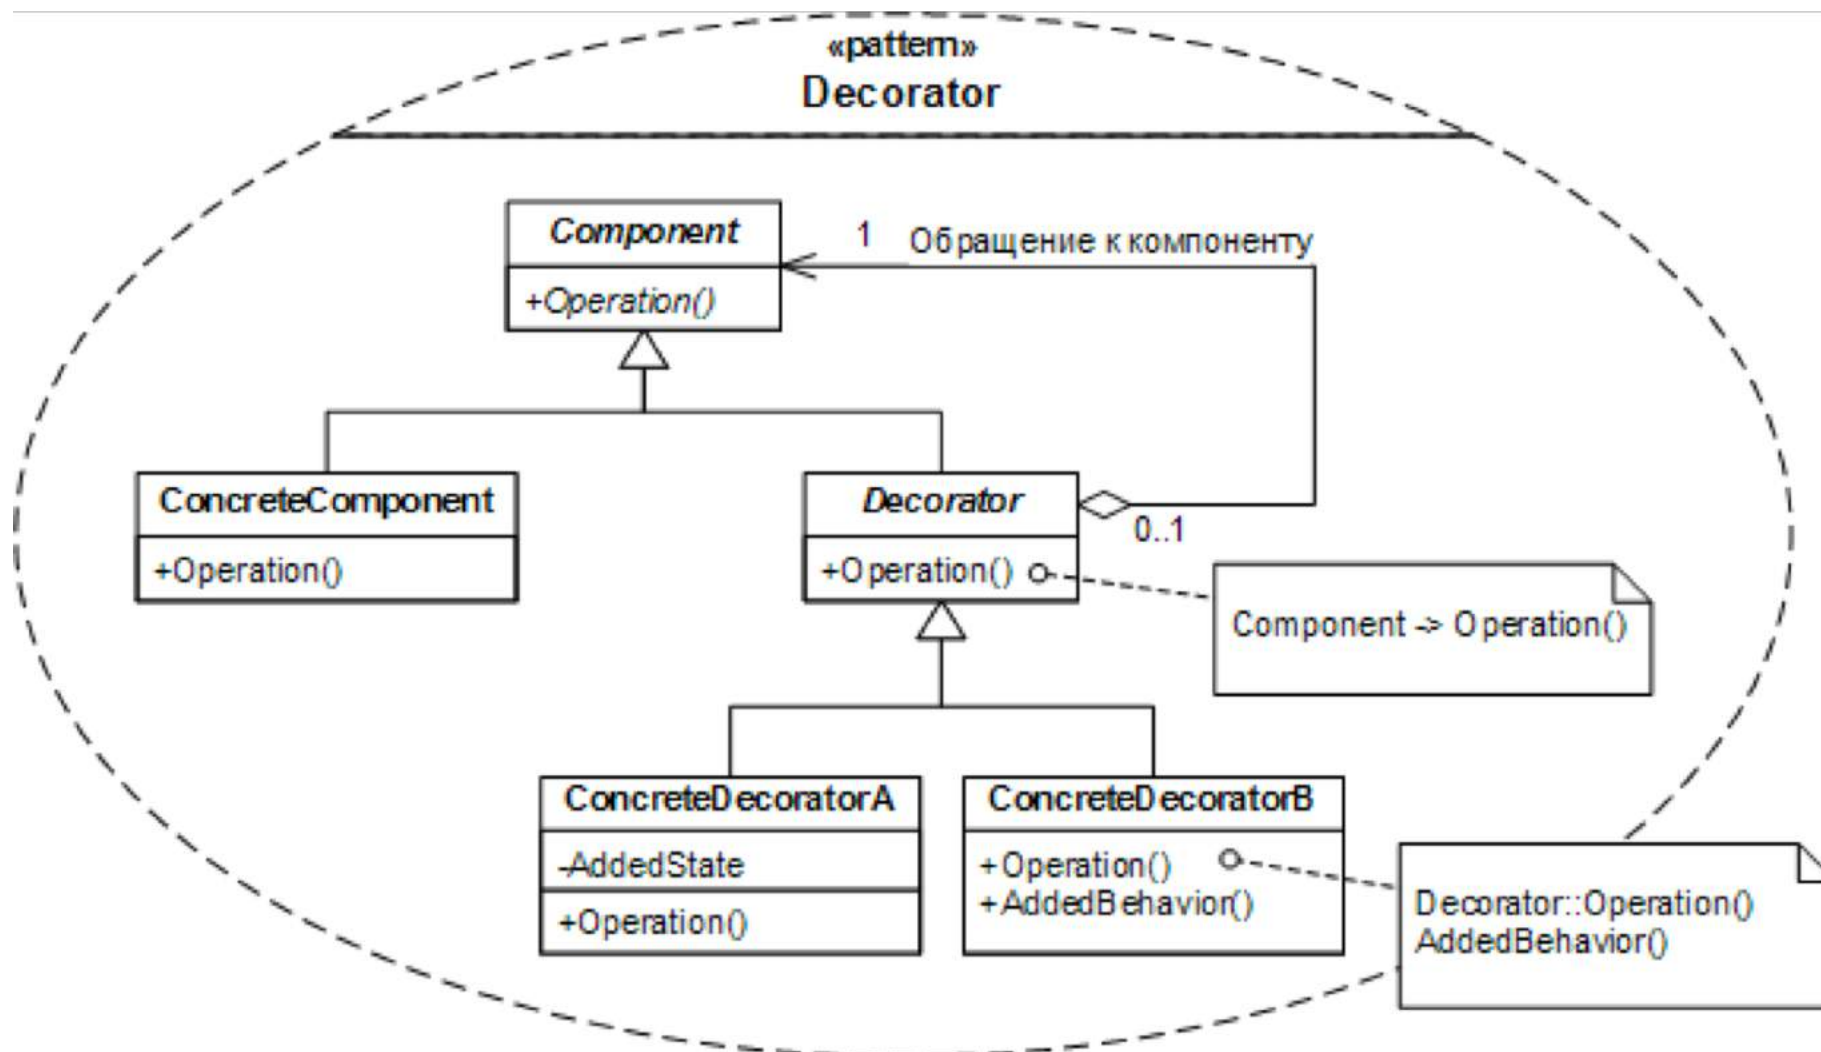 «pattern»
Decorator
Component
1 Обращение к компоненту
+Operation()
ConcreteComponent
+Operation()
Decorator
0..1
+Operation()
Component -> Operation()
ConcreteDecoratorA
-AddedState
+Operation()
ConcreteDecoratorB
+Operation()
+AddedBehavior()
Decorator::Operation()
AddedBehavior()